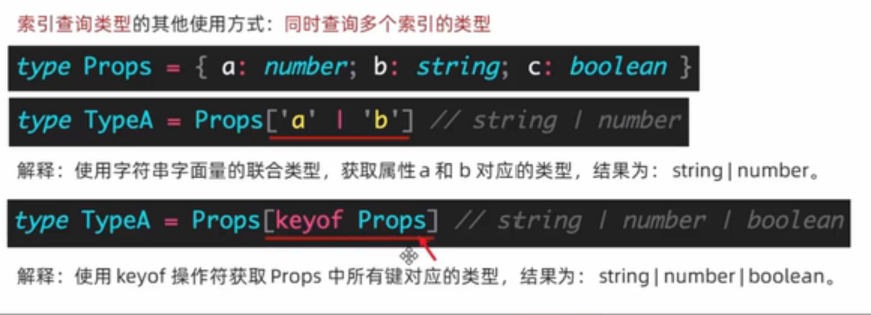 索引查询类型的其他使用方式：同时查询多个索引的类型
type Props = { a: number; b: string; c: boolean }
type TypeA = Props['a' | 'b'] // string | number
解释：使用字符串字面量的联合类型，获取属性 a 和 b 对应的类型，结果为： string | number。
type TypeA = Props[keyof Props] // string | number | boolean
解释：使用 keyof 操作符获取 Props 中所有键对应的类型，结果为： string | number | boolean。